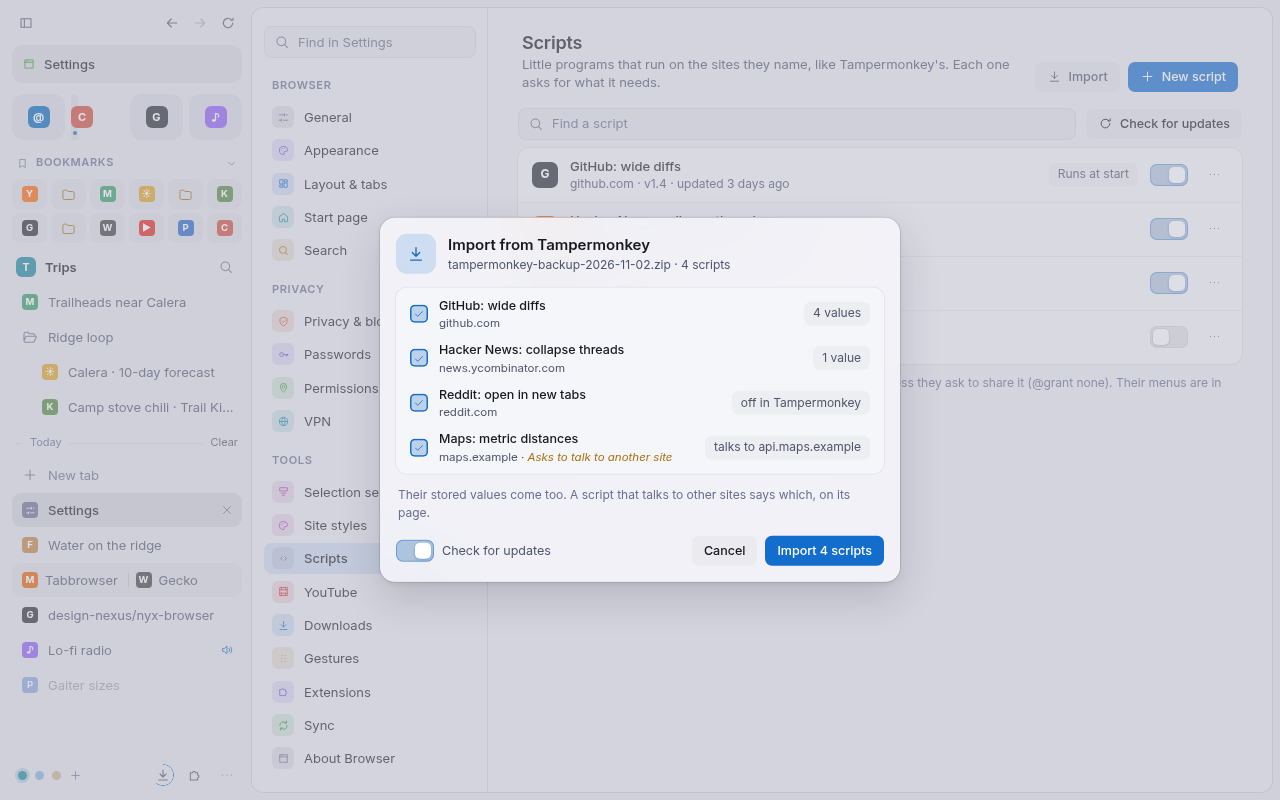 Settings
@
C
G
BOOKMARKS
Y
M
K
G
W
P
C
T
Trips
M
Trailheads near Calera
Ridge loop
Calera · 10-day forecast
K
Camp stove chili · Trail Ki...
Today
Clear
New tab
Settings
F
Water on the ridge
M
Tabbrowser
W
Gecko
G
design-nexus/nyx-browser
Lo-fi radio
P
Gaiter sizes
Find in Settings
BROWSER
General
Appearance
Layout & tabs
Start page
Search
PRIVACY
Privacy & blo
Passwords
Permissions
VPN
TOOLS
Selection se
Site styles
Scripts
YouTube
Downloads
Gestures
Extensions
Sync
About Browser
Scripts
Little programs that run on the sites they name, like Tampermonkey's. Each one
asks for what it needs.
Import
New script
Find a script
Check for updates
G
GitHub: wide diffs
github.com · v1.4 · updated 3 days ago
Runs at start
ss they ask to share it (@grant none). Their menus are in
Import from Tampermonkey
tampermonkey-backup-2026-11-02.zip · 4 scripts
GitHub: wide diffs
github.com
4 values
Hacker News: collapse threads
news.ycombinator.com
1 value
Reddit: open in new tabs
reddit.com
off in Tampermonkey
Maps: metric distances
maps.example · Asks to talk to another site
talks to api.maps.example
Their stored values come too. A script that talks to other sites says which, on its
page.
Check for updates
Cancel
Import 4 scripts